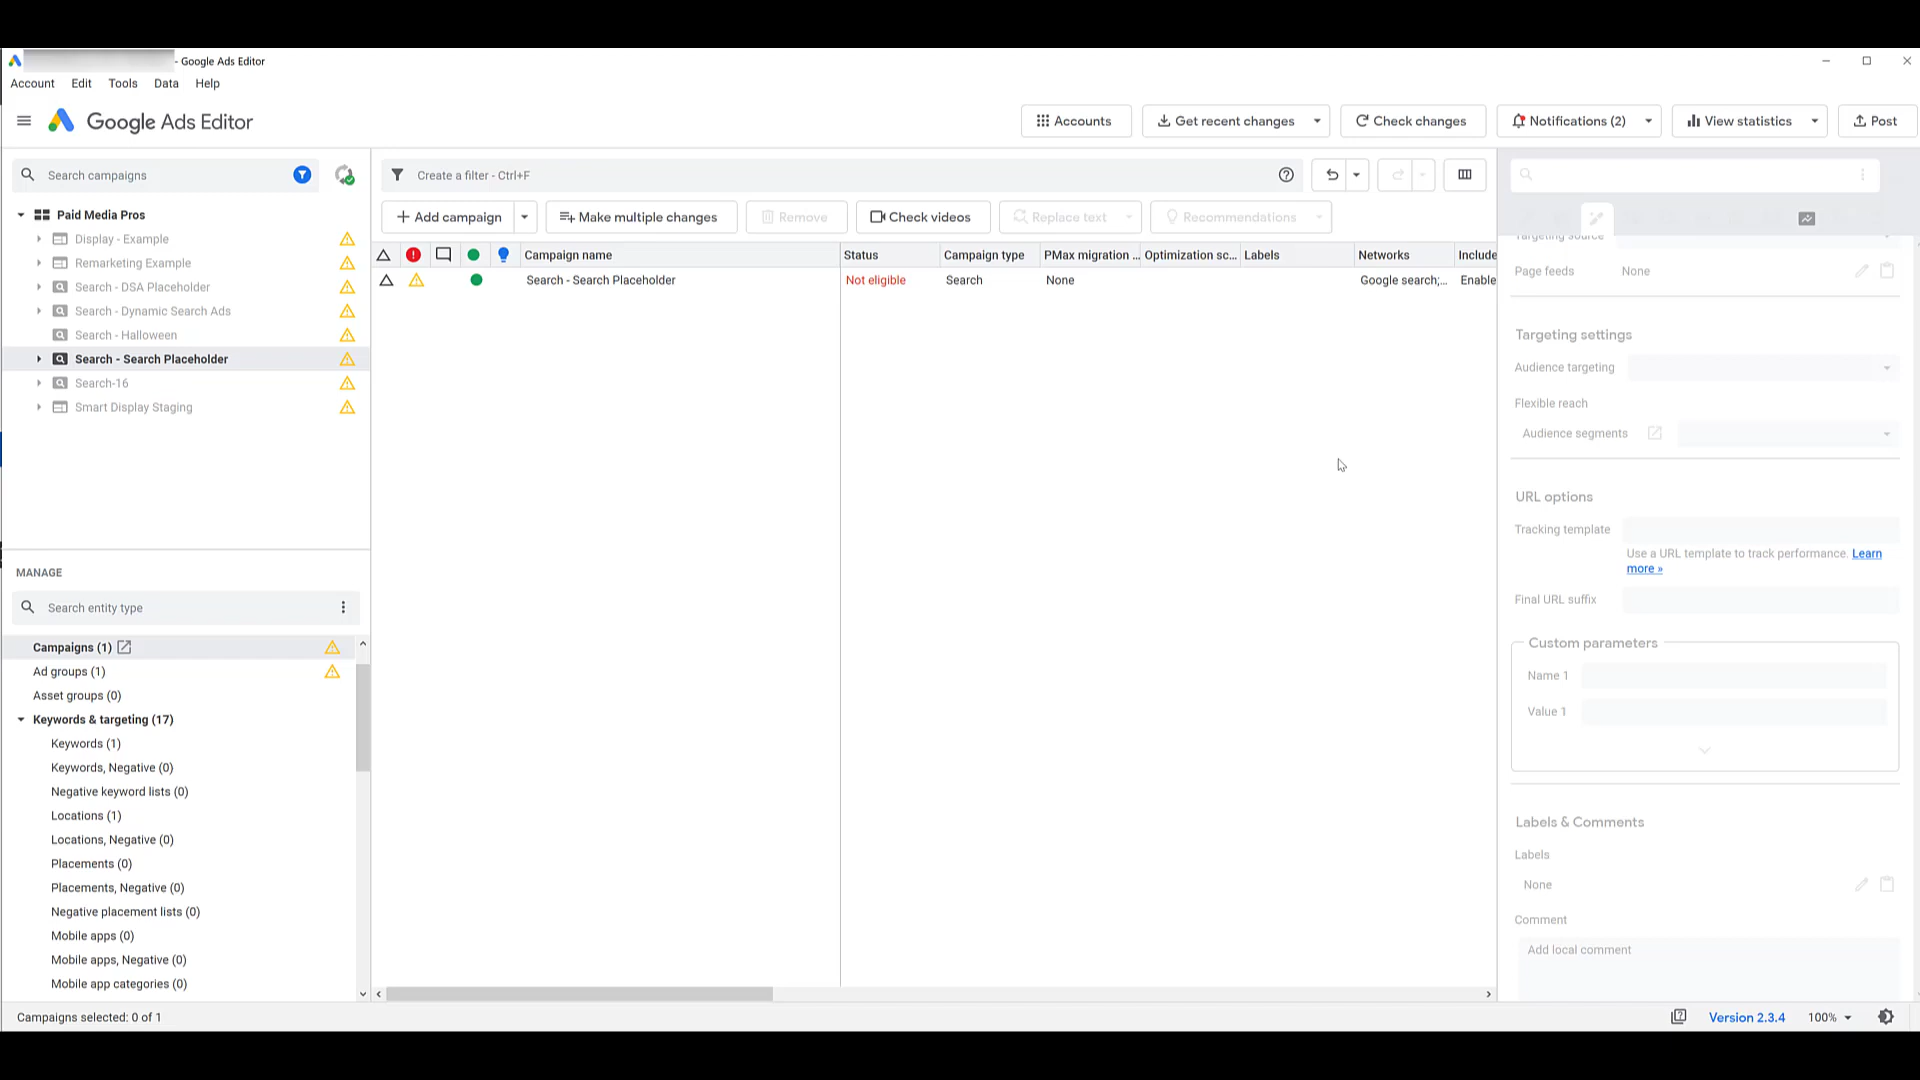 - Google Ads Editor
Account Edit Tools Data Help
Google Ads Editor
Accounts
Get recent changes
Check changes
Notifications (2)
View statistics
Post
Search campaigns
Paid Media Pros
Display - Example
Remarketing Example
Search - DSA Placeholder
Search - Dynamic Search Ads
Search - Halloween
Search - Search Placeholder
Search-16
Smart Display Staging
MANAGE
Search entity type
Campaigns (1)
Ad groups (1)
Asset groups (0)
Keywords & targeting (17)
Keywords (1)
Keywords, Negative (0)
Negative keyword lists (0)
Locations (1)
Locations, Negative (0)
Placements (0)
Placements, Negative (0)
Negative placement lists (0)
Mobile apps (0)
Mobile apps, Negative (0)
Mobile app categories (0)
Create a filter - Ctrl+F
Add campaign
Make multiple changes
Remove
Check videos
Replace text
Recommendations
Campaign name Status Campaign type PMax migration ... Optimization sc... Labels Networks Include
Search - Search Placeholder Not eligible Search None Google search;... Enable
Targeting source
Page feeds None
Targeting settings
Audience targeting
Flexible reach
Audience segments
URL options
Tracking template
Use a URL template to track performance. Learn
more »
Final URL suffix
Custom parameters
Name 1
Value 1
Labels & Comments
Labels
None
Comment
Add local comment
Campaigns selected: 0 of 1
Version 2.3.4
100%